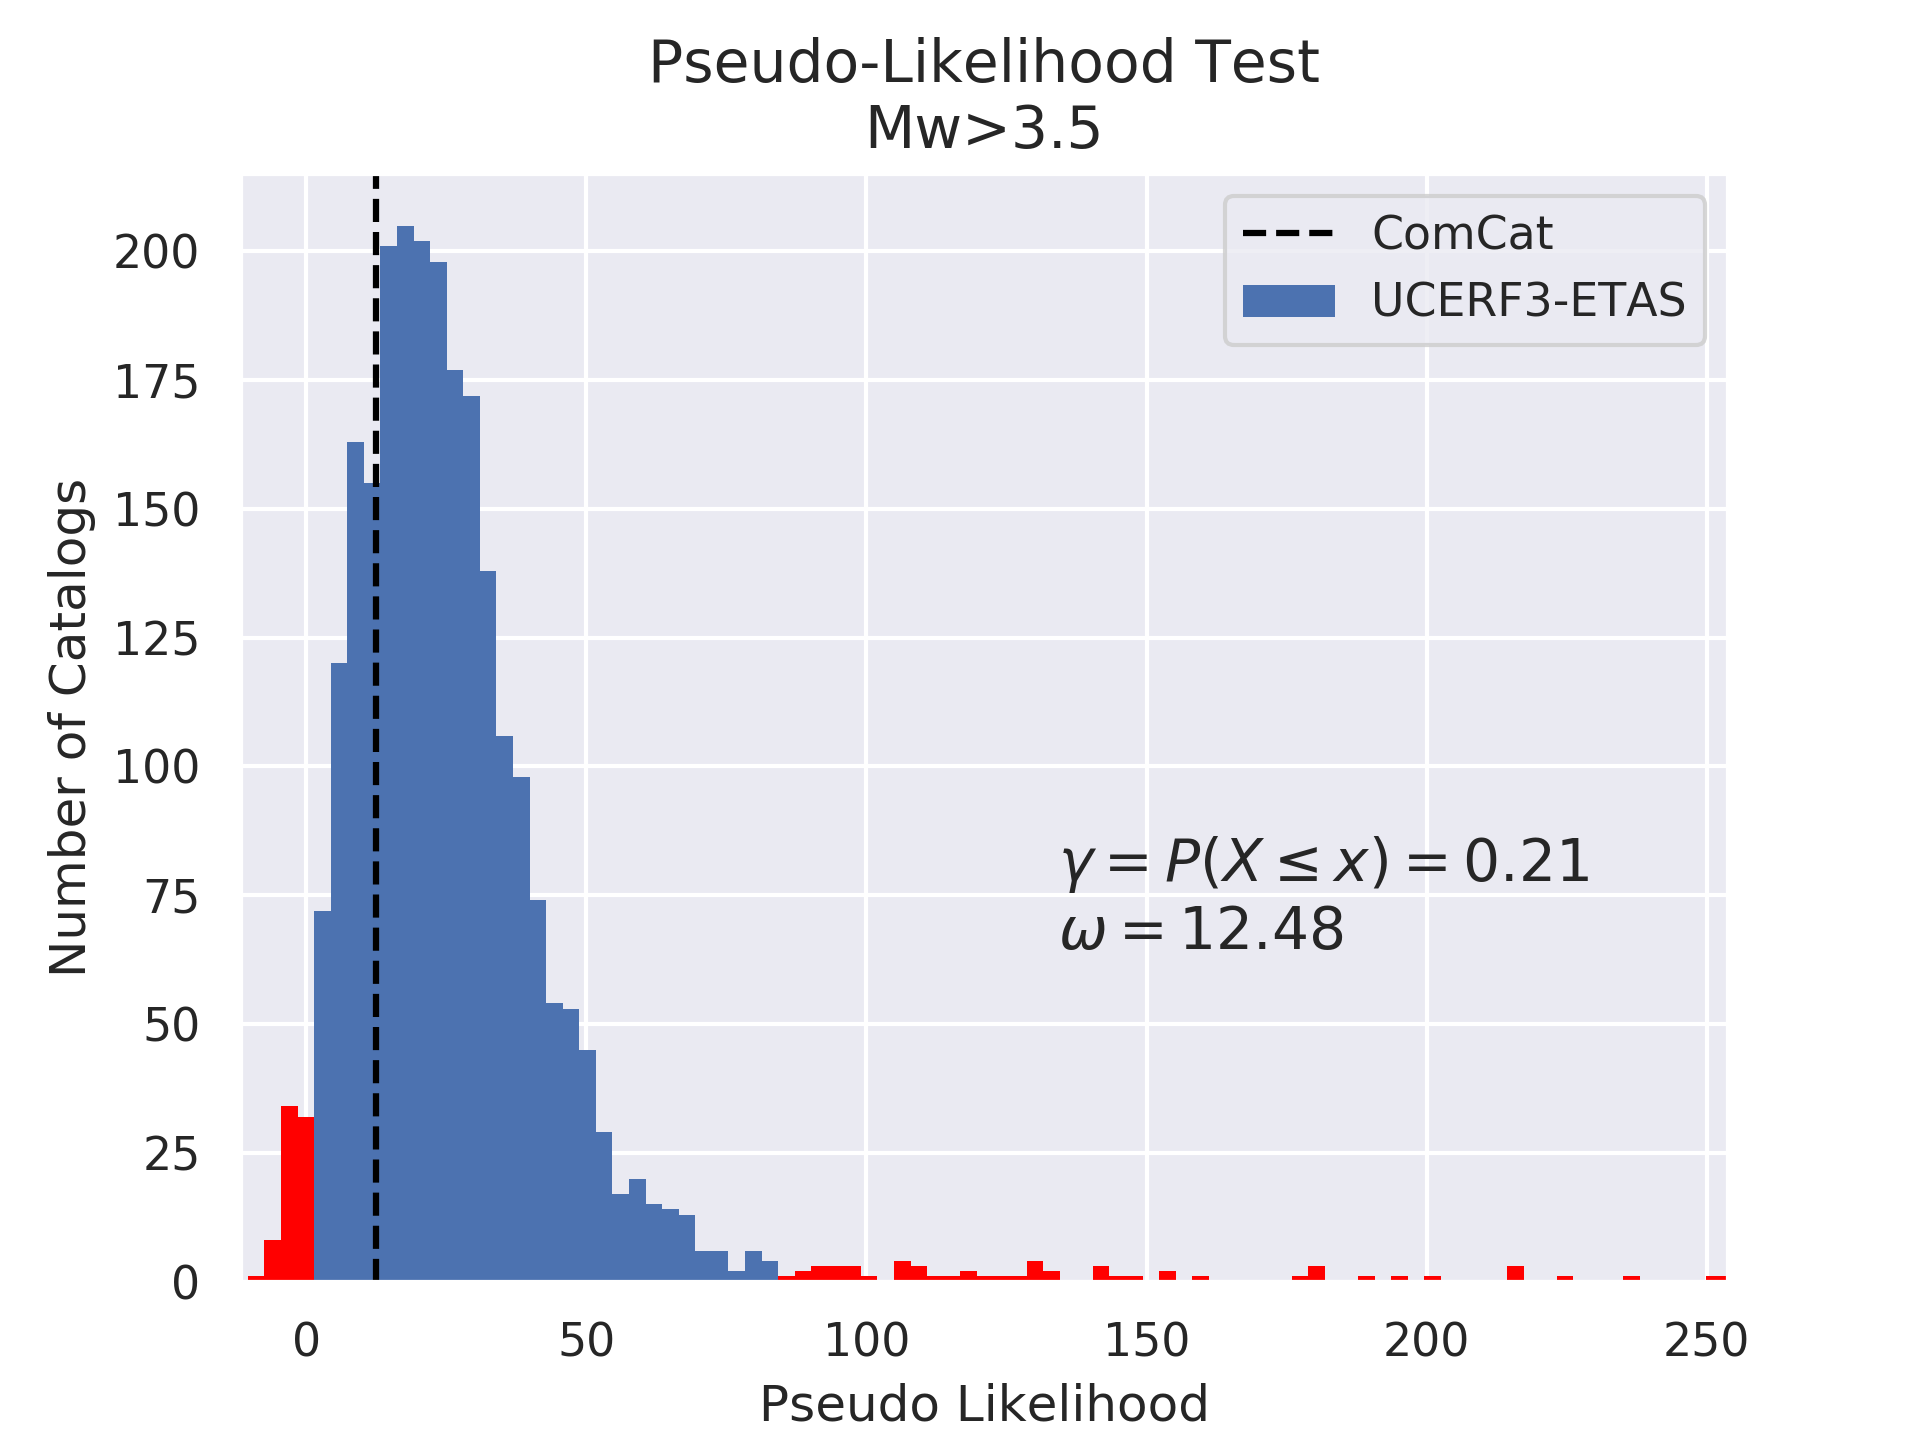 Pseudo-Likelihood Test
Mw>3.5
ComCat
UCERF3-ETAS
200
175
150
125
100
75
50
25
0
Number of Catalogs
γ = P(X ≤ x) = 0.21
ω = 12.48
0 50 100 150 200 250
Pseudo Likelihood